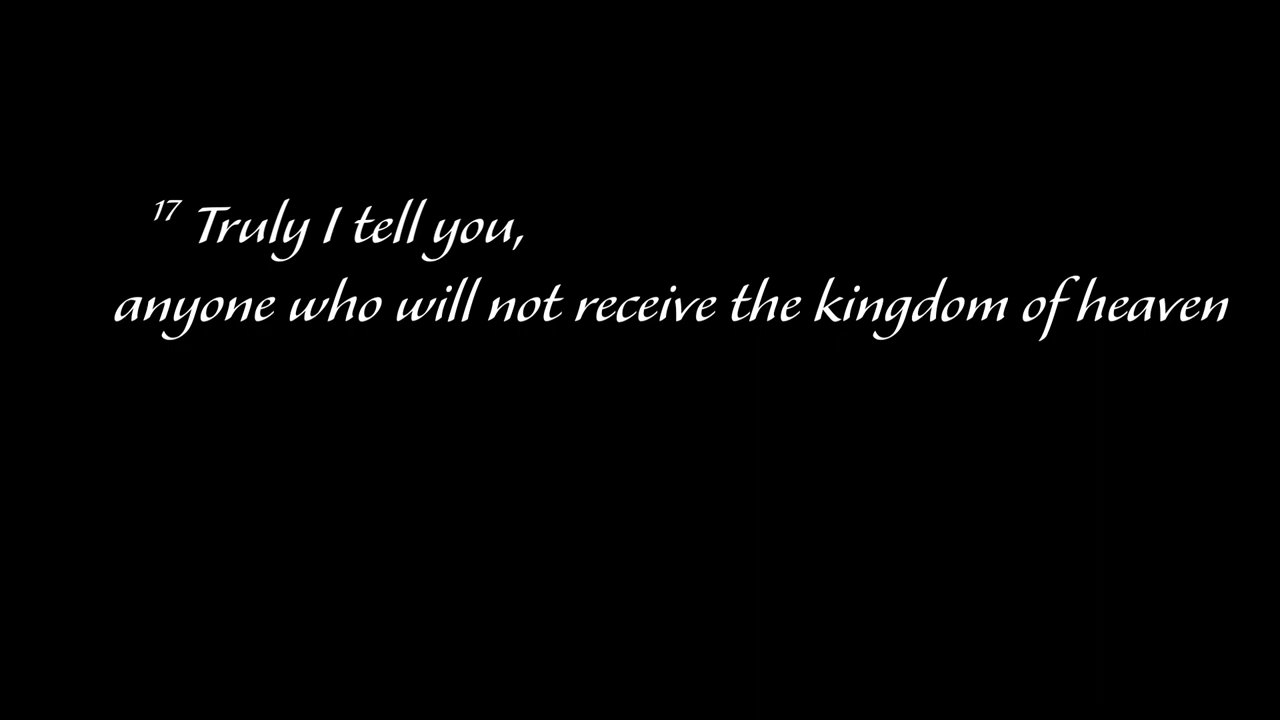 17 Truly I tell you,
anyone who will not receive the kingdom of heaven